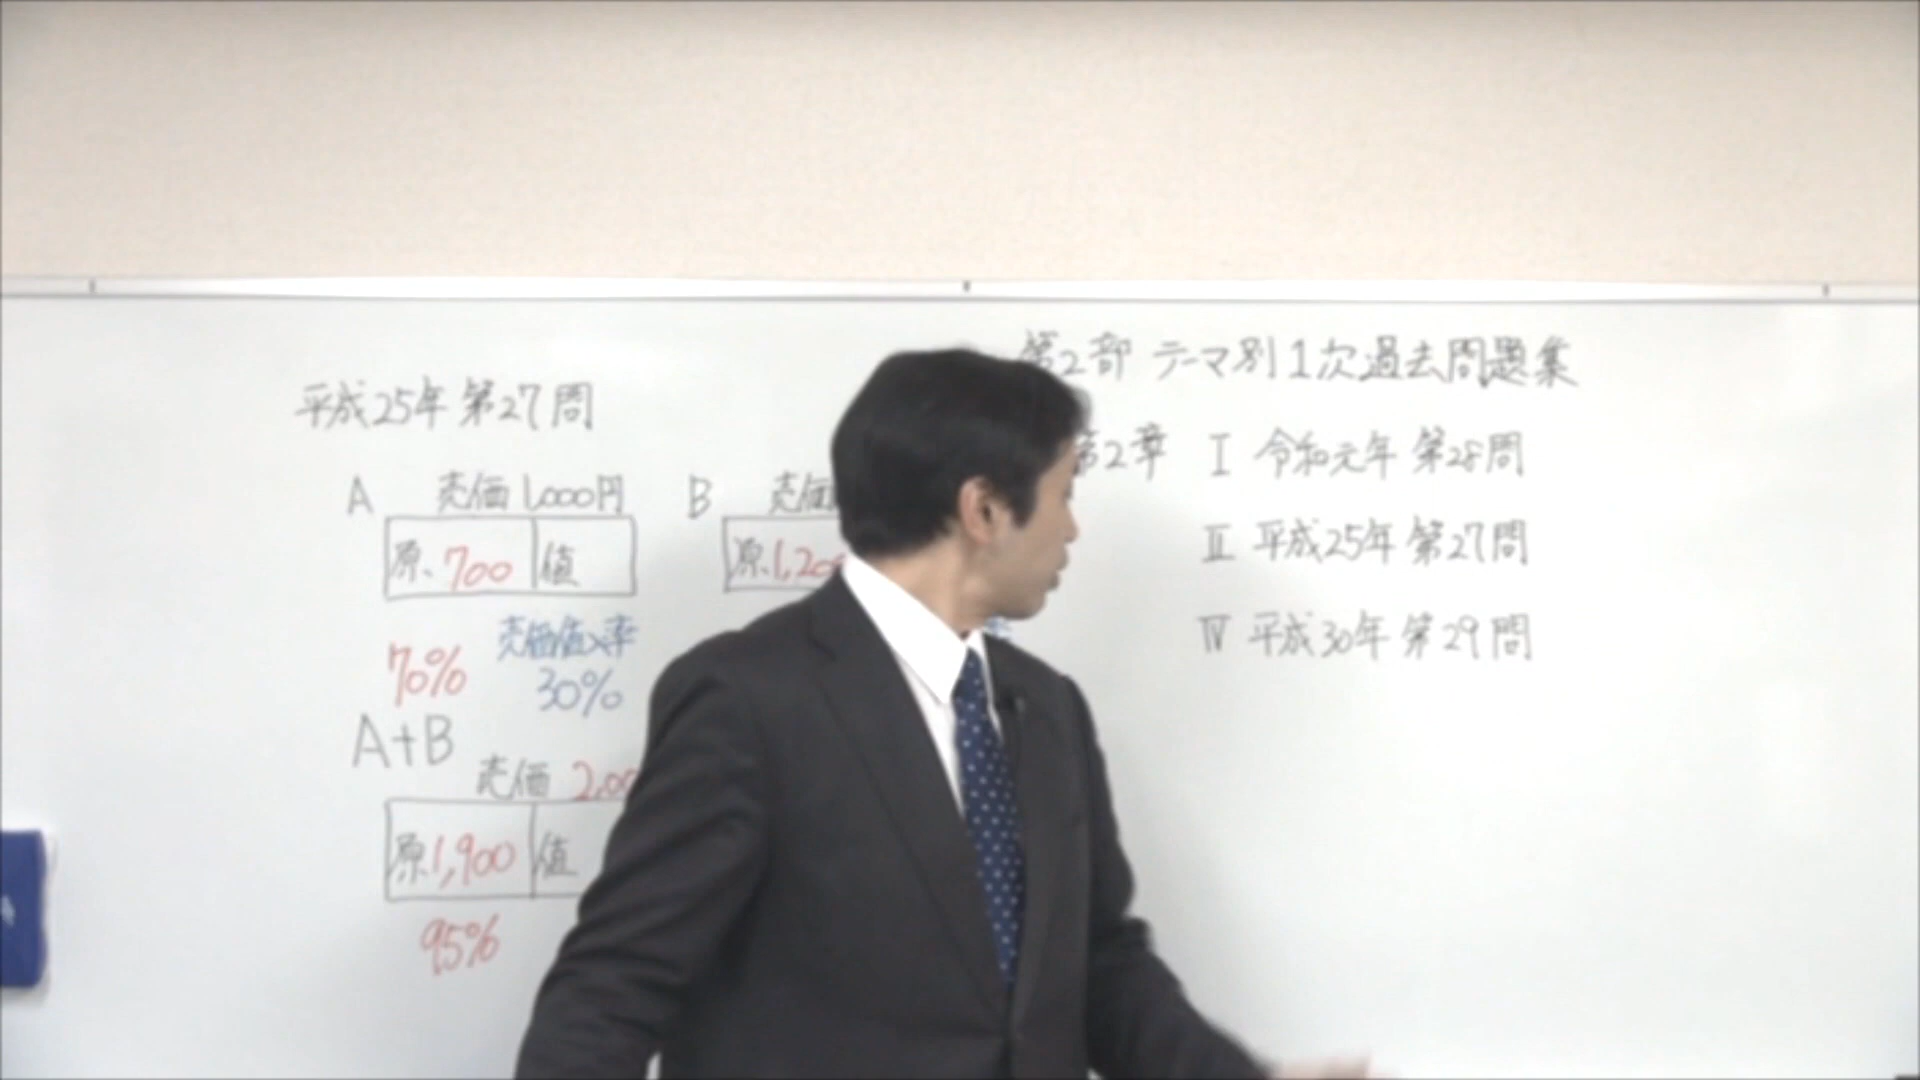 平成25年 第27問
A 売価 1,000円
原、700 値
70%
売価値入率
30%
B 売価
原、1,20
A+B
売価 2,00
原、1,900 値
95%
第2部 テーマ別1次過去問題集
第2章 Ⅰ 令和元年 第28問
Ⅱ 平成25年 第27問
Ⅳ 平成30年 第29問